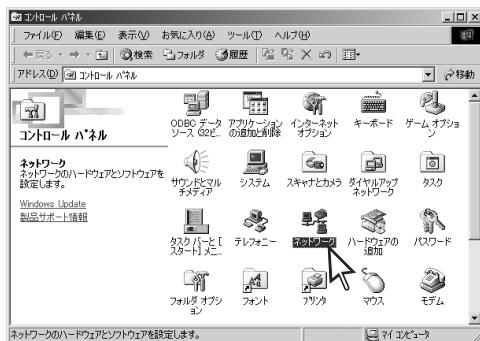 コントロール パネル
ファイル(F) 編集(E) 表示(V) お気に入り(A) ツール(T) ヘルプ(H)
戻る 検索 フォルダ 履歴
アドレス(D) コントロール パネル 移動
コントロール パネル
ネットワーク
ネットワークのハードウェアとソフトウェアを
設定します。
Windows Update
製品サポート情報
ODBC データ
ソース (32ビ...
アプリケーション
の追加と削除
インターネット
オプション
キーボード
ゲーム オプショ
ン
サウンドとマル
チメディア
システム
スキャナとカメラ
ダイヤルアップ
ネットワーク
タスク
タスク バーと [
スタート] メニ...
テレフォニー
ネットワーク
ハードウェアの
追加
パスワード
フォルダ オプシ
ョン
フォント
プリンタ
マウス
モデム
ネットワークのハードウェアとソフトウェアを設定します。
マイ コンピュータ